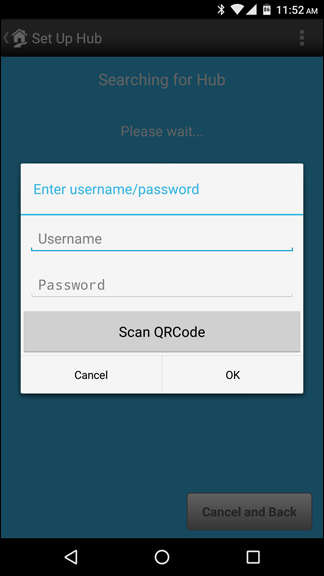 11:52 AM
Set Up Hub
Searching for Hub
Please wait...
Enter username/password
Username
Password
Scan QRCode
Cancel
OK
Cancel and Back